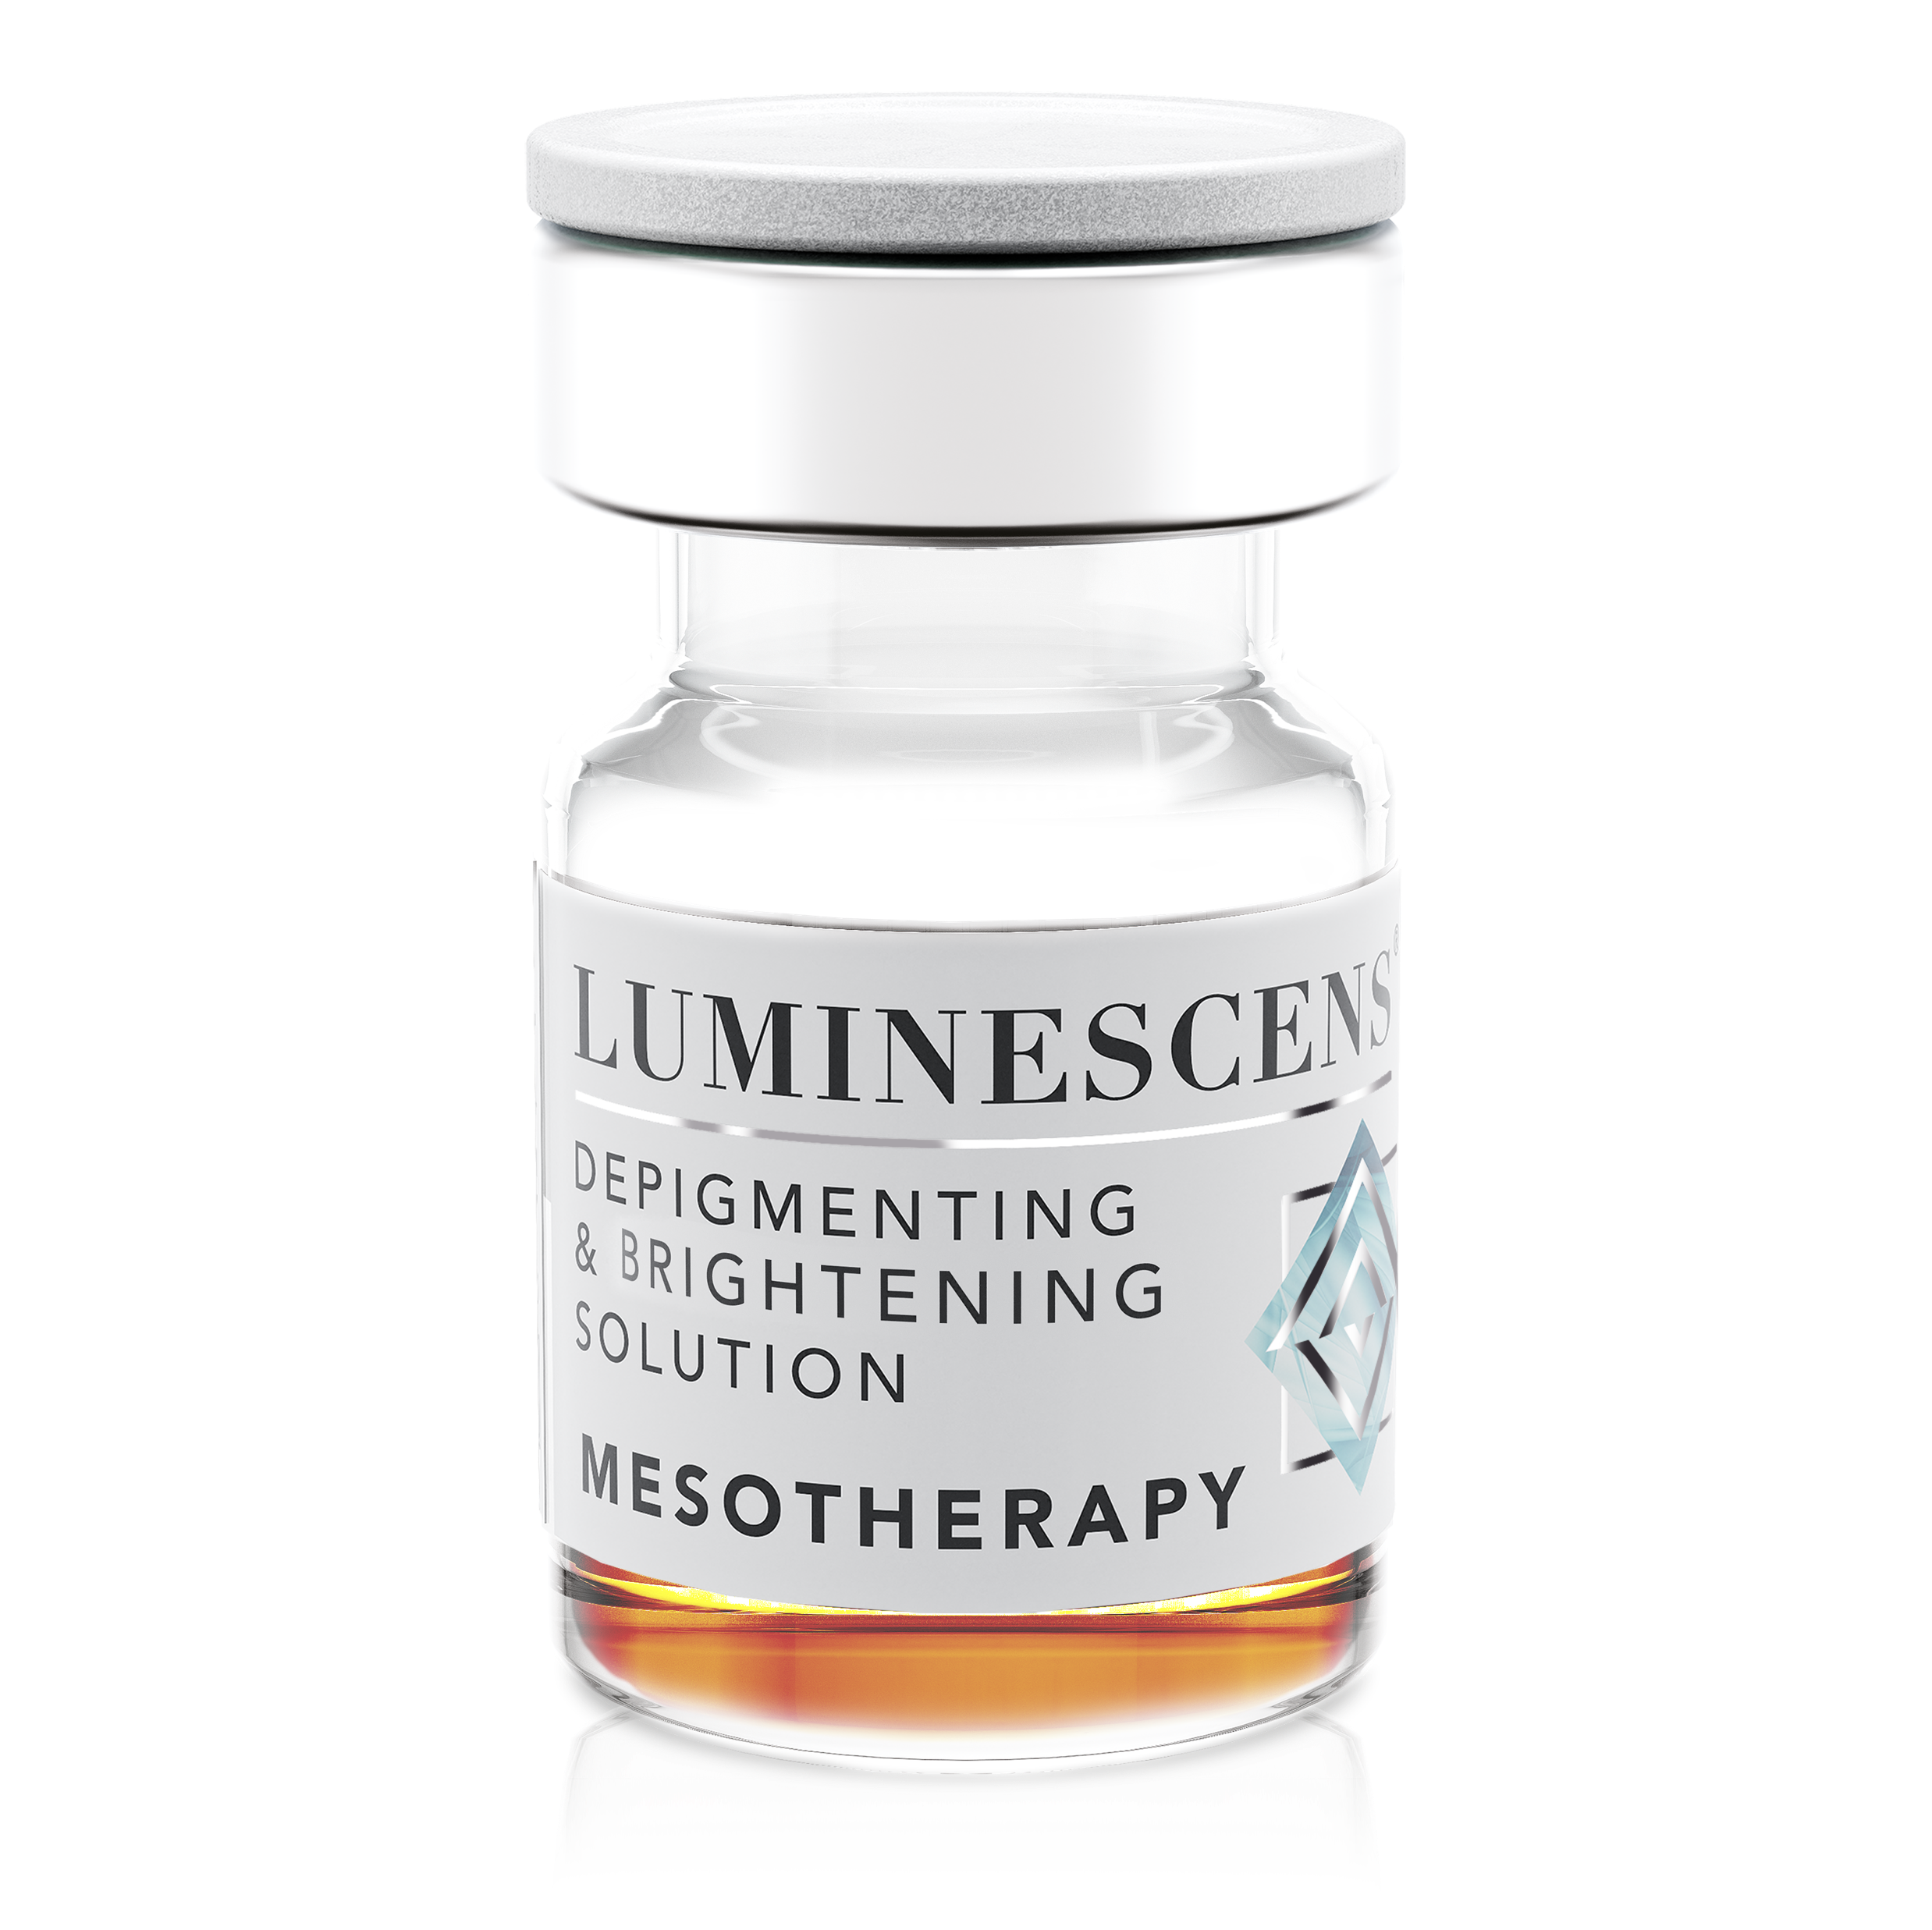 LUMINESCENS®
DEPIGMENTING
& BRIGHTENING
SOLUTION
MESOTHERAPY